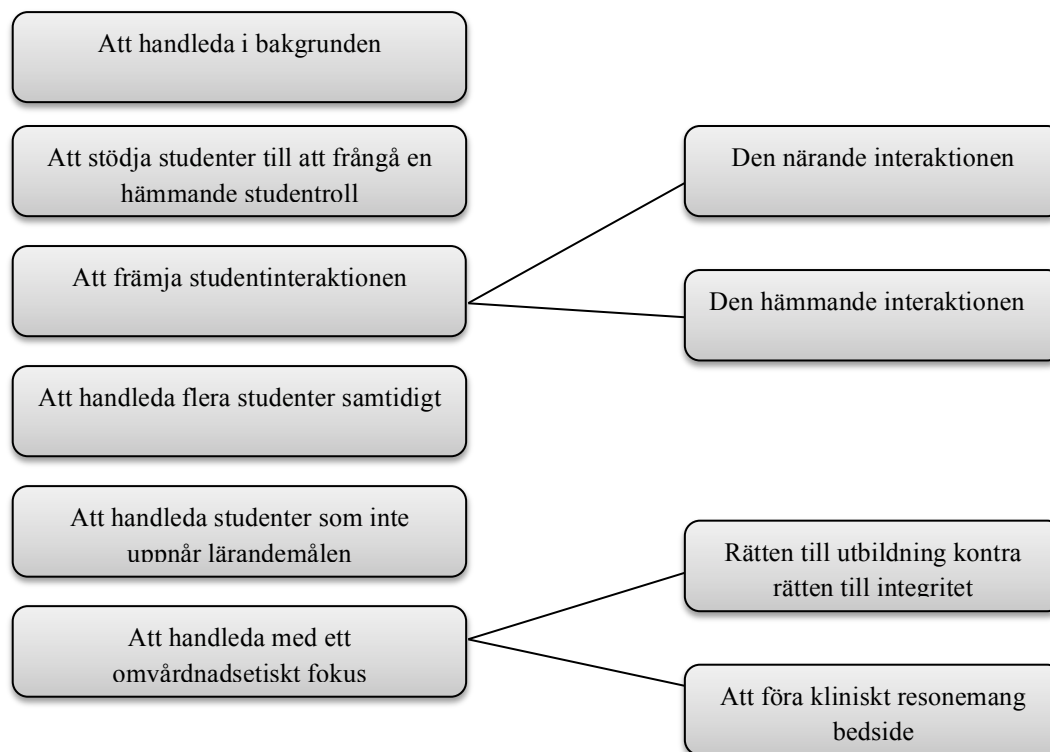 Att handleda i bakgrunden
Att stödja studenter till att frångå en
hämmande studentroll
Att främja studentinteraktionen
Att handleda flera studenter samtidigt
Att handleda studenter som inte
uppnår lärandemålen
Att handleda med ett
omvårdnadsetiskt fokus
Den närande interaktionen
Den hämmande interaktionen
Rätten till utbildning kontra
rätten till integritet
Att föra kliniskt resonemang
bedside